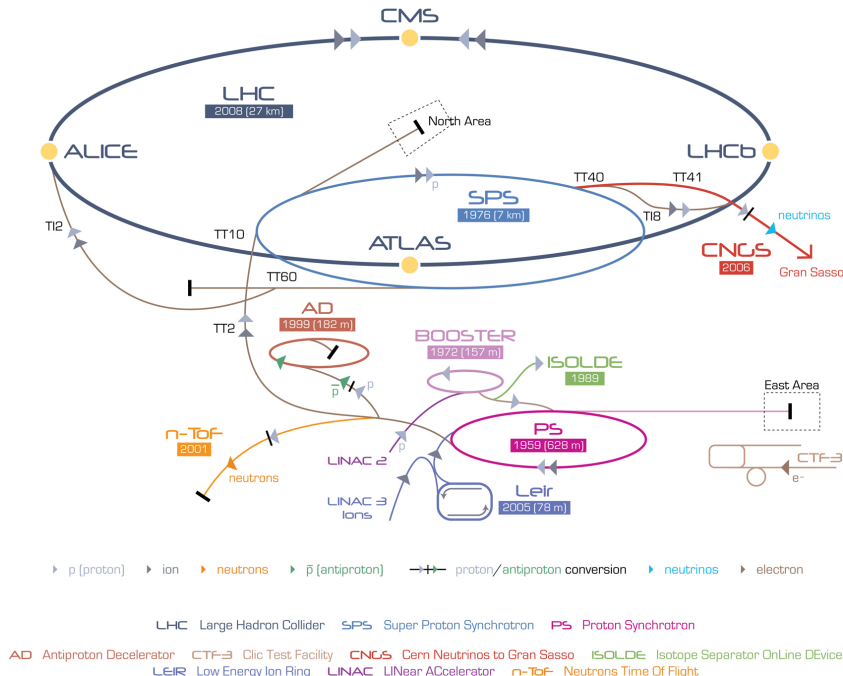 CMS
LHC
2008 (27 km)
North Area
ALICE
LHCb
TT40
TT41
SPS
1976 (7 km)
p
TI8
neutrinos
TI2
TT10
ATLAS
CNGS
2006
Gran Sasso
TT60
AD
1999 (182 m)
TT2
BOOSTER
1972 (157 m)
ISOLDE
1989
p̅
p
East Area
n-ToF
2001
PS
1959 (628 m)
p
LINAC 2
neutrons
CTF-3
e-
LINAC 3
Ions
Leir
2005 (78 m)
p (proton)
ion
neutrons
p̅ (antiproton)
proton/antiproton conversion
neutrinos
electron
LHC Large Hadron Collider SPS Super Proton Synchrotron PS Proton Synchrotron
AD Antiproton Decelerator CTF-3 Clic Test Facility CNGS Cern Neutrinos to Gran Sasso ISOLDE Isotope Separator OnLine DEvice
LEIR Low Energy Ion Ring LINAC LINear ACcelerator n-ToF Neutrons Time Of Flight